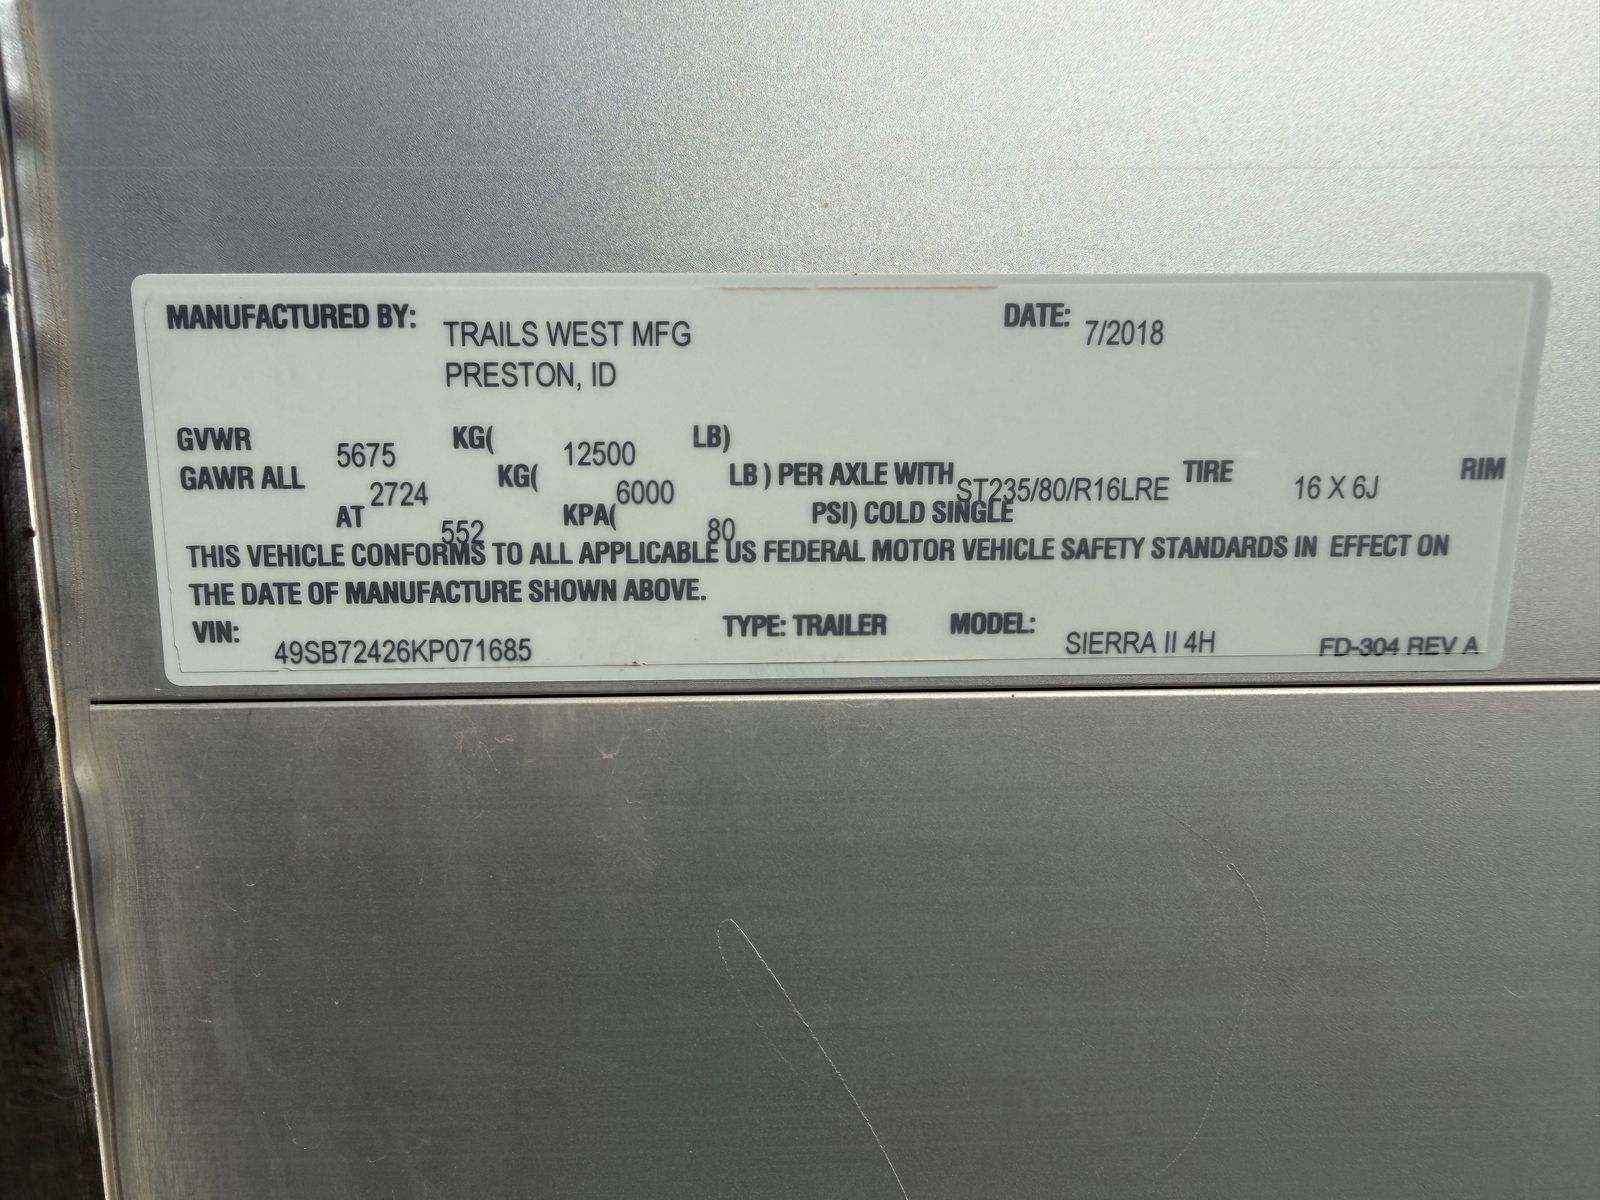 MANUFACTURED BY: TRAILS WEST MFG DATE: 7/2018
PRESTON, ID
GVWR 5675 KG( 12500 LB)
GAWR ALL 2724 KG( 6000 LB ) PER AXLE WITH ST235/80/R16LRE TIRE 16 X 6J RIM
AT 552 KPA( 80 PSI) COLD SINGLE
THIS VEHICLE CONFORMS TO ALL APPLICABLE US FEDERAL MOTOR VEHICLE SAFETY STANDARDS IN EFFECT ON
THE DATE OF MANUFACTURE SHOWN ABOVE.
VIN: 49SB72426KP071685 TYPE: TRAILER MODEL: SIERRA II 4H FD-304 REV A